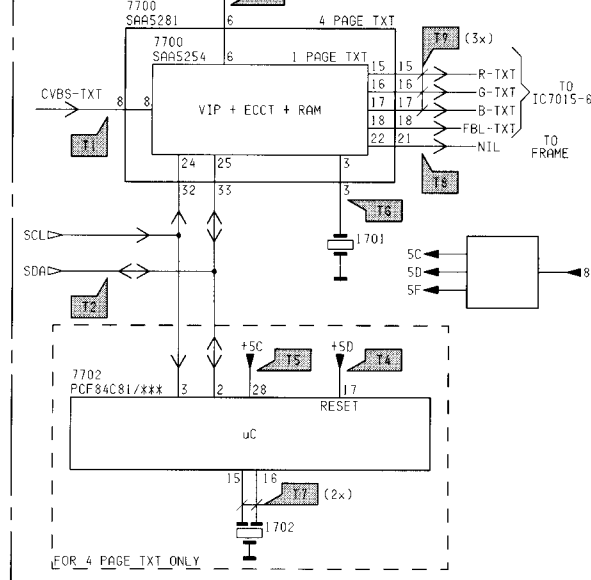 7700
SAA5281
6
4 PAGE TXT
T9 (3x)
7700
SAA5254
6
1 PAGE TXT
15 15 R-TXT
16 16 G-TXT
17 17 B-TXT
18 18 FBL-TXT
22 21 NIL
TO
IC7015-6
TO
FRAME
CVBS-TXT
8 8
VIP + ECCT + RAM
T1
24 25
3
T8
32 33
3
T6
SCL
1701
SDA
5C
5D
5F
8
T2
+5C
T5
+5D
T4
7702
PCF84C81/***
3 2 28 17
RESET
uC
15 16
T7 (2x)
1702
FOR 4 PAGE TXT ONLY